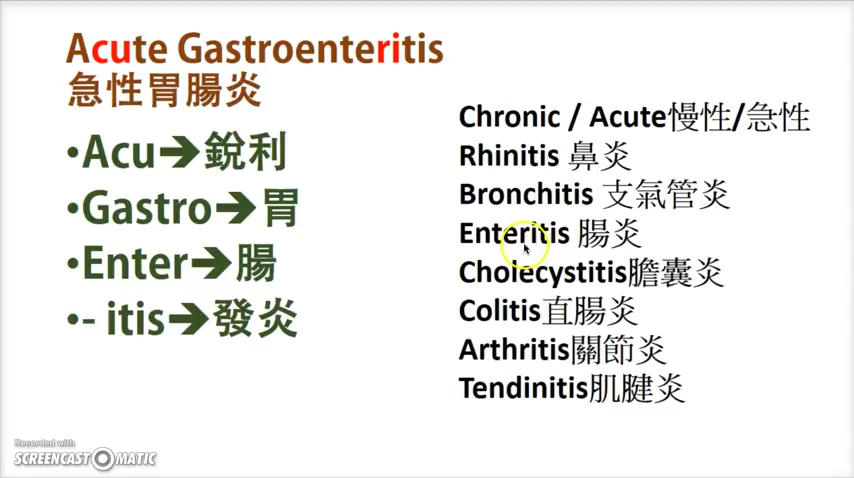 Acute Gastroenteritis
急性胃腸炎
•Acu➔銳利
•Gastro➔胃
•Enter➔腸
•- itis➔發炎
Chronic / Acute慢性/急性
Rhinitis 鼻炎
Bronchitis 支氣管炎
Enteritis 腸炎
Cholecystitis膽囊炎
Colitis直腸炎
Arthritis關節炎
Tendinitis肌腱炎
Recorded with
SCREENCAST-O-MATIC